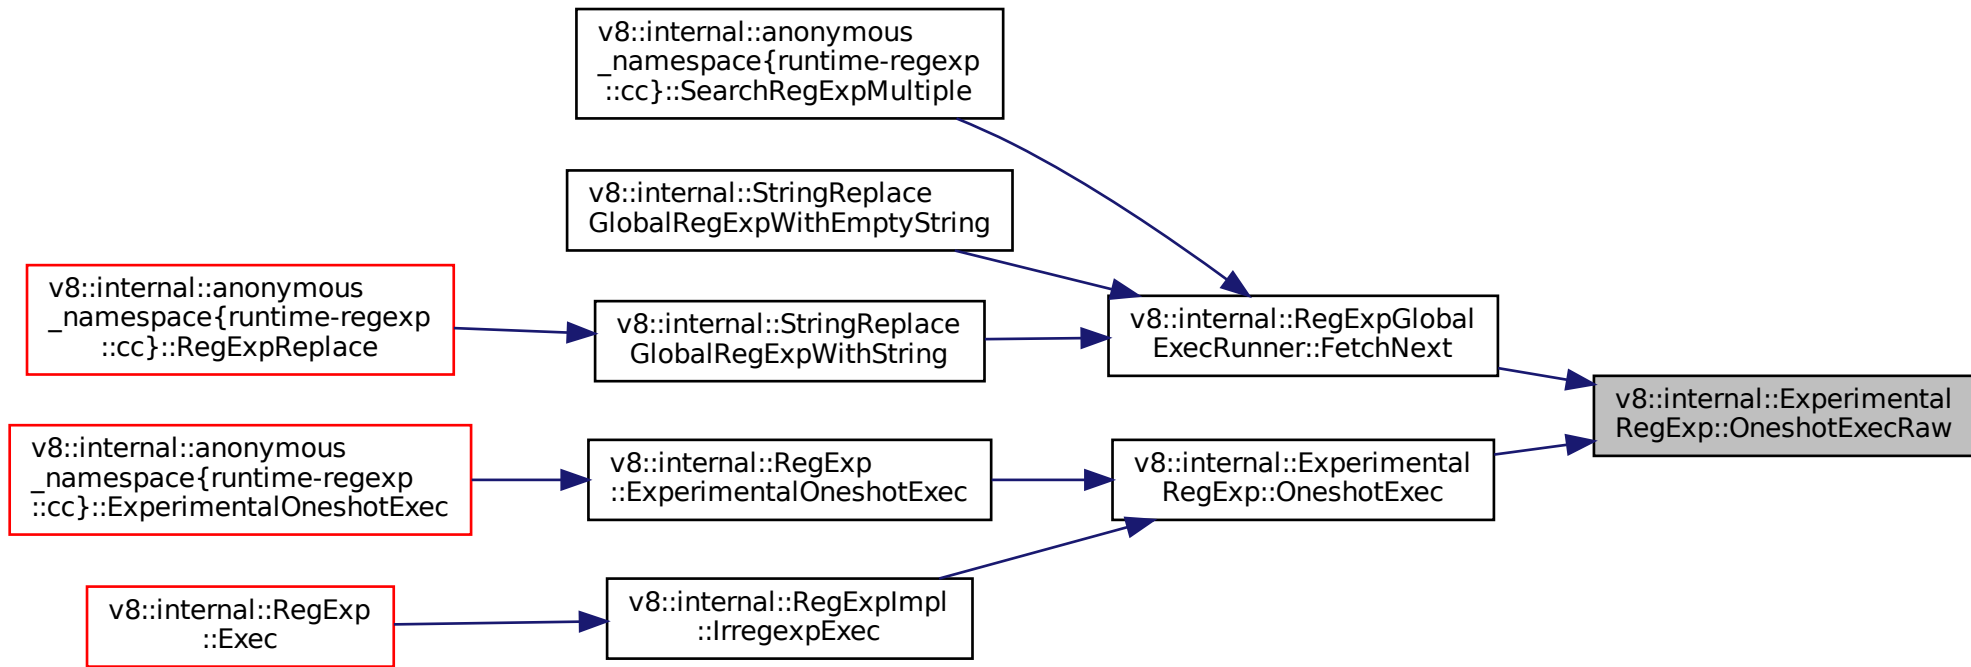 v8::internal::anonymous
_namespace{runtime-regexp
::cc}::SearchRegExpMultiple
v8::internal::StringReplace
GlobalRegExpWithEmptyString
v8::internal::anonymous
_namespace{runtime-regexp
::cc}::RegExpReplace
v8::internal::StringReplace
GlobalRegExpWithString
v8::internal::RegExpGlobal
ExecRunner::FetchNext
v8::internal::Experimental
RegExp::OneshotExecRaw
v8::internal::anonymous
_namespace{runtime-regexp
::cc}::ExperimentalOneshotExec
v8::internal::RegExp
::ExperimentalOneshotExec
v8::internal::Experimental
RegExp::OneshotExec
v8::internal::RegExp
::Exec
v8::internal::RegExpImpl
::IrregexpExec